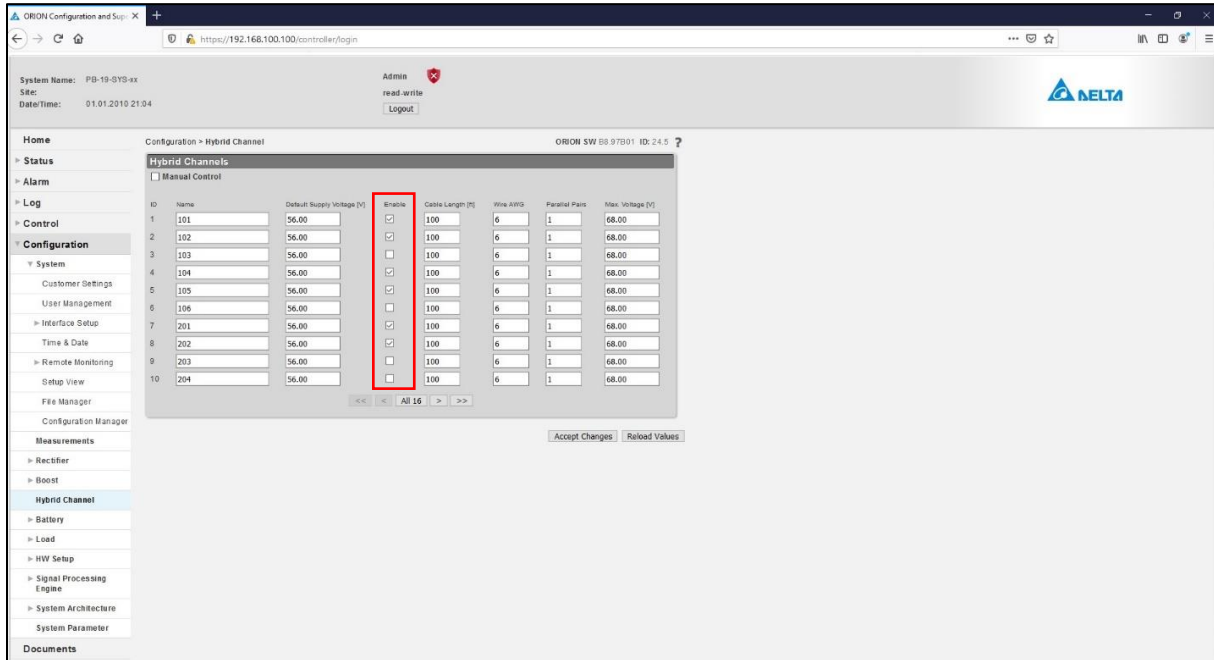 ORION Configuration and Sup
https://192.168.100.100/controller/login
System Name: PB-19-SYS-xx
Site:
Date/Time: 01.01.2010 21:04
Admin
read-write
Logout
DELTA
Home
Status
Alarm
Log
Control
Configuration
System
Customer Settings
User Management
Interface Setup
Time & Date
Remote Monitoring
Setup View
File Manager
Configuration Manager
Measurements
Rectifier
Boost
Hybrid Channel
Battery
Load
HW Setup
Signal Processing
Engine
System Architecture
System Parameter
Documents
Configuration > Hybrid Channel ORION SW B8.97B01 ID: 24.5 ?
Hybrid Channels
Manual Control
ID Name Default Supply Voltage [V] Enable Cable Length [ft] Wire AWG Parallel Pairs Max. Voltage [V]
1 101 56.00 100 6 1 68.00
2 102 56.00 100 6 1 68.00
3 103 56.00 100 6 1 68.00
4 104 56.00 100 6 1 68.00
5 105 56.00 100 6 1 68.00
6 106 56.00 100 6 1 68.00
7 201 56.00 100 6 1 68.00
8 202 56.00 100 6 1 68.00
9 203 56.00 100 6 1 68.00
10 204 56.00 100 6 1 68.00
<< < All 16 > >>
Accept Changes Reload Values